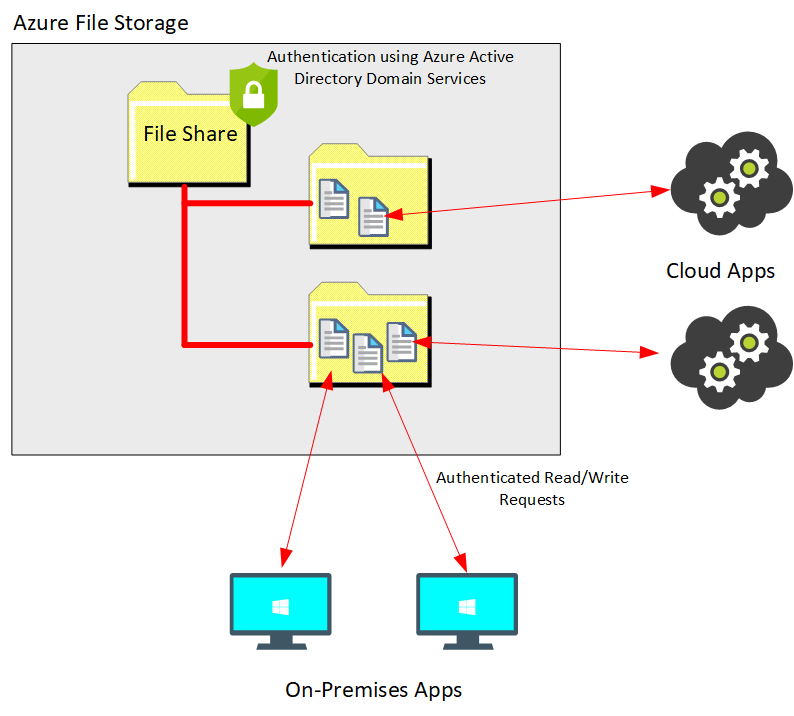 Azure File Storage
Authentication using Azure Active
Directory Domain Services
File Share
Cloud Apps
Authenticated Read/Write
Requests
On-Premises Apps